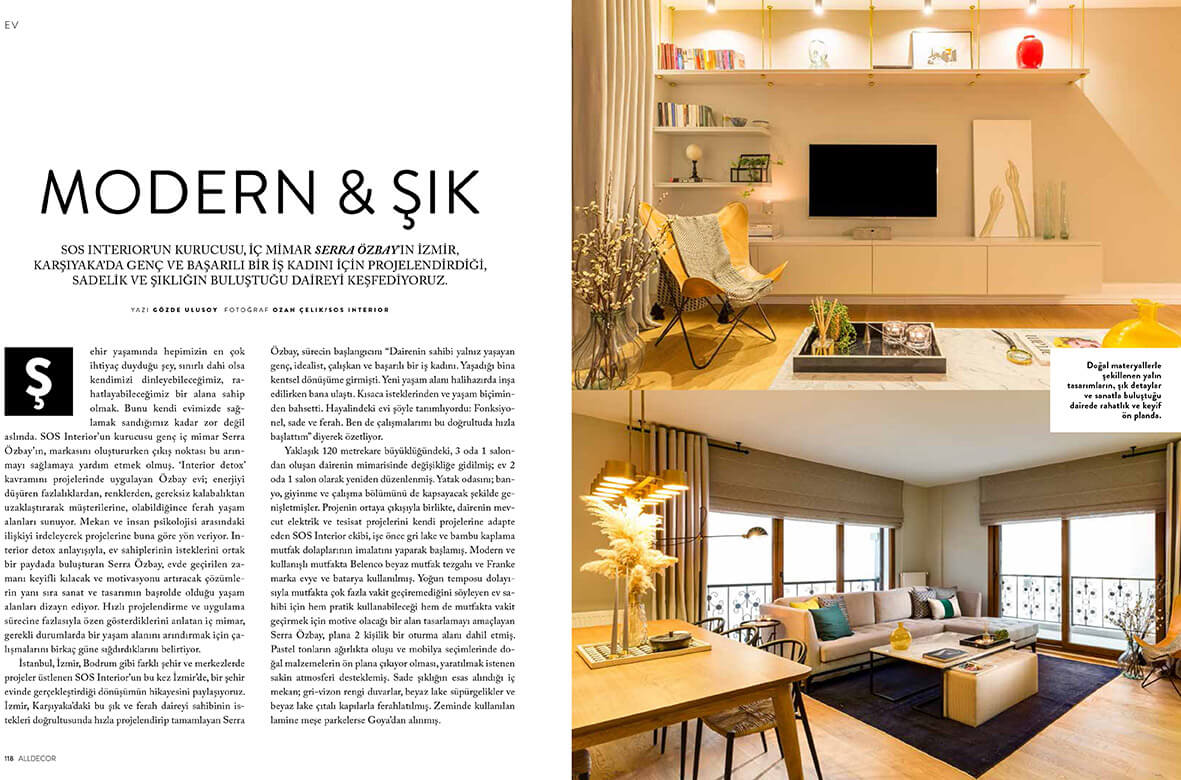 EV
MODERN & ŞIK
SOS INTERIOR'UN KURUCUSU, İÇ MİMAR SERRA ÖZBAY'IN İZMİR,
KARŞIYAKA'DA GENÇ VE BAŞARILI BİR İŞ KADINI İÇİN PROJELENDİRDİĞİ,
SADELİK VE ŞIKLIĞIN BULUŞTUĞU DAİREYİ KEŞFEDİYORUZ.
YAZI GÖZDE ULUSOY FOTOĞRAF OZAN ÇELİK/SOS INTERIOR
Ş
ehir yaşamında hepimizin en çok
ihtiyaç duyduğu şey, sınırlı dahi olsa
kendimizi dinleyebileceğimiz, ra-
hatlayabileceğimiz bir alana sahip
olmak. Bunu kendi evimizde sağ-
lamak sandığımız kadar zor değil
aslında. SOS Interior'un kurucusu genç iç mimar Serra
Özbay'ın, markasını oluştururken çıkış noktası bu arın-
mayı sağlamaya yardım etmek olmuş. 'Interior detox'
kavramını projelerinde uygulayan Özbay evi; enerjiyi
düşüren fazlalıklardan, renklerden, gereksiz kalabalıktan
uzaklaştırarak müşterilerine, olabildiğince ferah yaşam
alanları sunuyor. Mekan ve insan psikolojisi arasındaki
ilişkiyi irdeleyerek projelerine buna göre yön veriyor. In-
terior detox anlayışıyla, ev sahiplerinin isteklerini ortak
bir paydada buluşturan Serra Özbay, evde geçirilen za-
manı keyifli kılacak ve motivasyonu artıracak çözümle-
rin yanı sıra sanat ve tasarımın başrolde olduğu yaşam
alanları dizayn ediyor. Hızlı projelendirme ve uygulama
sürecine fazlasıyla özen gösterdiklerini anlatan iç mimar,
gerekli durumlarda bir yaşam alanını arındırmak için ça-
lışmalarını birkaç güne sığdırdıklarını belirtiyor.
İstanbul, İzmir, Bodrum gibi farklı şehir ve merkezlerde
projeler üstlenen SOS Interior'un bu kez İzmir'de, bir şehir
evinde gerçekleştirdiği dönüşümün hikayesini paylaşıyoruz.
İzmir, Karşıyaka'daki bu şık ve ferah daireyi sahibinin is-
tekleri doğrultusunda hızla projelendirip tamamlayan Serra
Özbay, sürecin başlangıcını "Dairenin sahibi yalnız yaşayan
genç, idealist, çalışkan ve başarılı bir iş kadını. Yaşadığı bina
kentsel dönüşüme girmişti. Yeni yaşam alanı halihazırda inşa
edilirken bana ulaştı. Kısaca isteklerinden ve yaşam biçimin-
den bahsetti. Hayalindeki evi şöyle tanımlıyordu: Fonksiyo-
nel, sade ve ferah. Ben de çalışmalarımı bu doğrultuda hızla
başlattım" diyerek özetliyor.
Yaklaşık 120 metrekare büyüklüğündeki, 3 oda 1 salon-
dan oluşan dairenin mimarisinde değişikliğe gidilmiş; ev 2
oda 1 salon olarak yeniden düzenlenmiş. Yatak odasını; ban-
yo, giyinme ve çalışma bölümünü de kapsayacak şekilde ge-
nişletmişler. Projenin ortaya çıkışıyla birlikte, dairenin mev-
cut elektrik ve tesisat projelerini kendi projelerine adapte
eden SOS Interior ekibi, işe önce gri lake ve bambu kaplama
mutfak dolaplarının imalatını yaparak başlamış. Modern ve
kullanışlı mutfakta Belenco beyaz mutfak tezgahı ve Franke
marka evye ve batarya kullanılmış. Yoğun temposu dolayı-
sıyla mutfakta çok fazla vakit geçiremediğini söyleyen ev sa-
hibi için hem pratik kullanabileceği hem de mutfakta vakit
geçirmek için motive olacağı bir alan tasarlamayı amaçlayan
Serra Özbay, plana 2 kişilik bir oturma alanı dahil etmiş.
Pastel tonların ağırlıkta oluşu ve mobilya seçimlerinde do-
ğal malzemelerin ön plana çıkıyor olması, yaratılmak istenen
sakin atmosferi desteklemiş. Sade şıklığın esas alındığı iç
mekan; gri-vizon rengi duvarlar, beyaz lake süpürgelikler ve
beyaz lake çıtalı kapılarla ferahlatılmış. Zeminde kullanılan
lamine meşe parkelerse Goya'dan alınmış.
Doğal materyallerle
şekillenen yalın
tasarımların, şık detaylar
ve sanatla buluştuğu
dairede rahatlık ve keyif
ön planda.
118 ALLDECOR